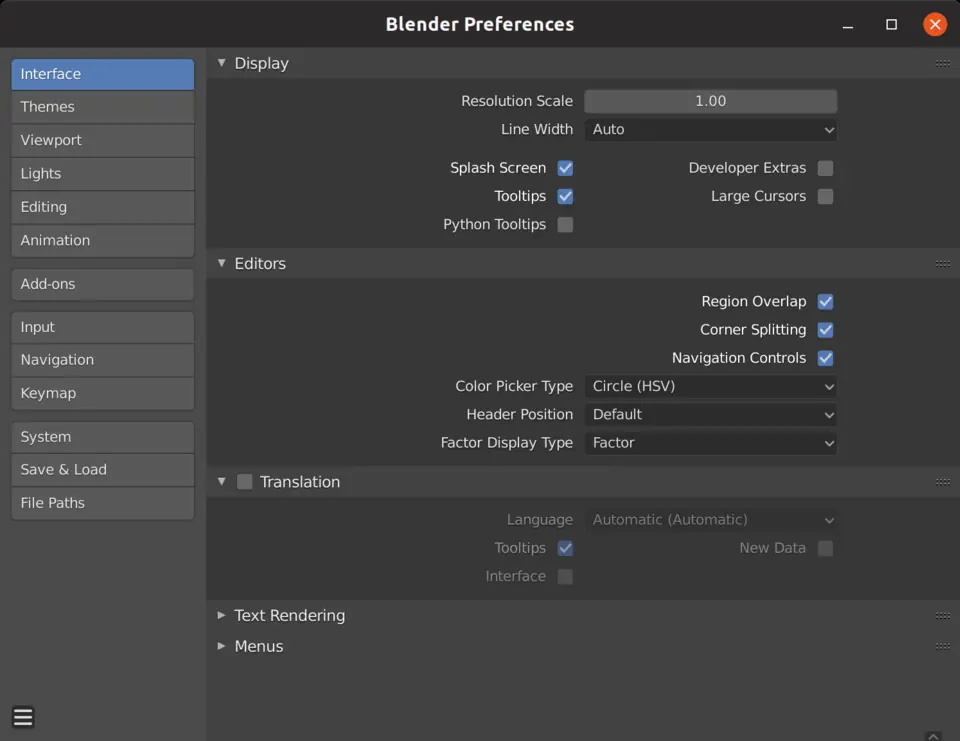 Blender Preferences
Interface
Themes
Viewport
Lights
Editing
Animation
Add-ons
Input
Navigation
Keymap
System
Save & Load
File Paths
Display
Resolution Scale 1.00
Line Width Auto
Splash Screen Developer Extras
Tooltips Large Cursors
Python Tooltips
Editors
Region Overlap
Corner Splitting
Navigation Controls
Color Picker Type Circle (HSV)
Header Position Default
Factor Display Type Factor
Translation
Language Automatic (Automatic)
Tooltips New Data
Interface
Text Rendering
Menus